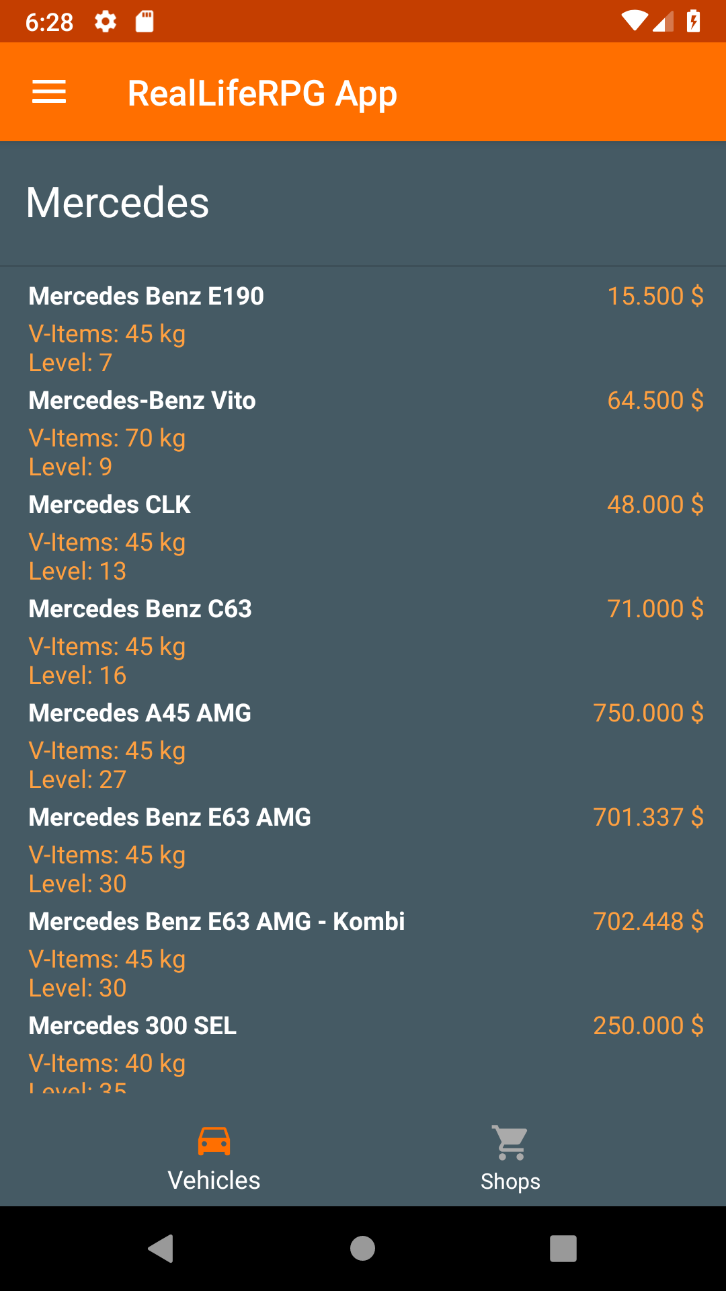 6:28
RealLifeRPG App
Mercedes
Mercedes Benz E190 15.500 $
V-Items: 45 kg
Level: 7
Mercedes-Benz Vito 64.500 $
V-Items: 70 kg
Level: 9
Mercedes CLK 48.000 $
V-Items: 45 kg
Level: 13
Mercedes Benz C63 71.000 $
V-Items: 45 kg
Level: 16
Mercedes A45 AMG 750.000 $
V-Items: 45 kg
Level: 27
Mercedes Benz E63 AMG 701.337 $
V-Items: 45 kg
Level: 30
Mercedes Benz E63 AMG - Kombi 702.448 $
V-Items: 45 kg
Level: 30
Mercedes 300 SEL 250.000 $
V-Items: 40 kg
Level: 35
Vehicles Shops